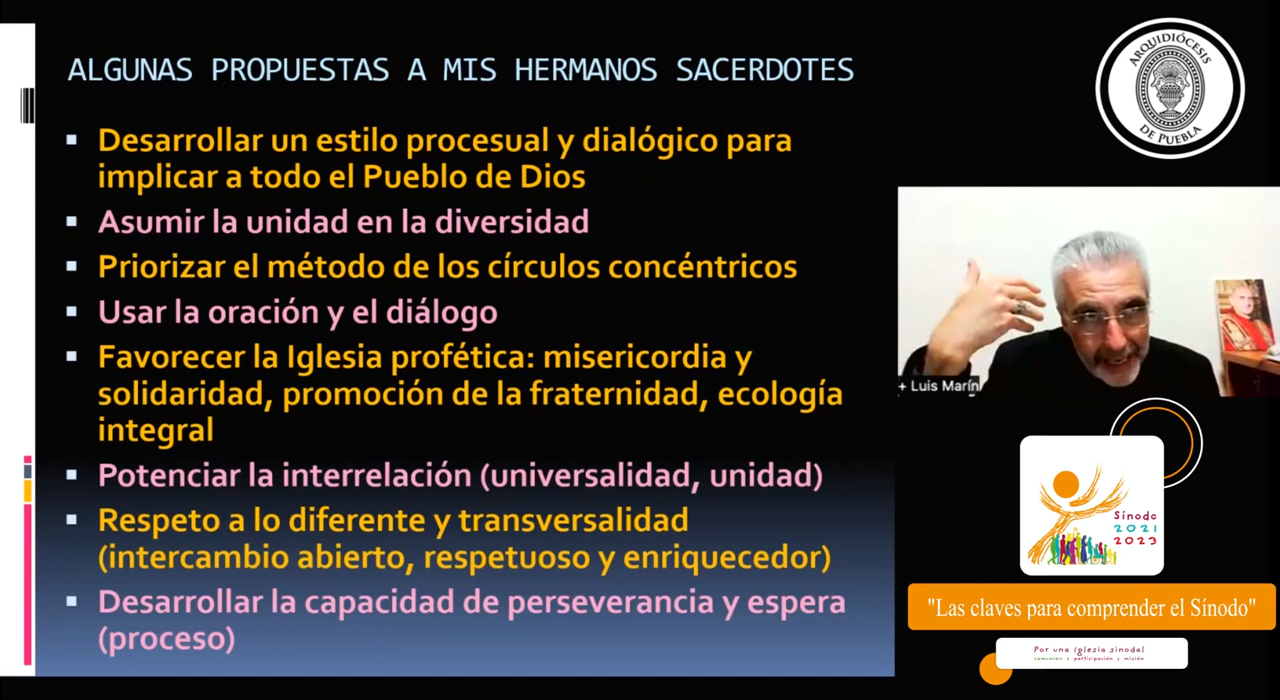 ALGUNAS PROPUESTAS A MIS HERMANOS SACERDOTES
Desarrollar un estilo procesual y dialógico para
implicar a todo el Pueblo de Dios
Asumir la unidad en la diversidad
Priorizar el método de los círculos concéntricos
Usar la oración y el diálogo
Favorecer la Iglesia profética: misericordia y
solidaridad, promoción de la fraternidad, ecología
integral
Potenciar la interrelación (universalidad, unidad)
Respeto a lo diferente y transversalidad
(intercambio abierto, respetuoso y enriquecedor)
Desarrollar la capacidad de perseverancia y espera
(proceso)
ARQUIDIÓCESIS
DE PUEBLA
+ Luis Marín
Sínodo
2021
2023
"Las claves para comprender el Sínodo"
Por una Iglesia sinodal
comunión | participación | misión